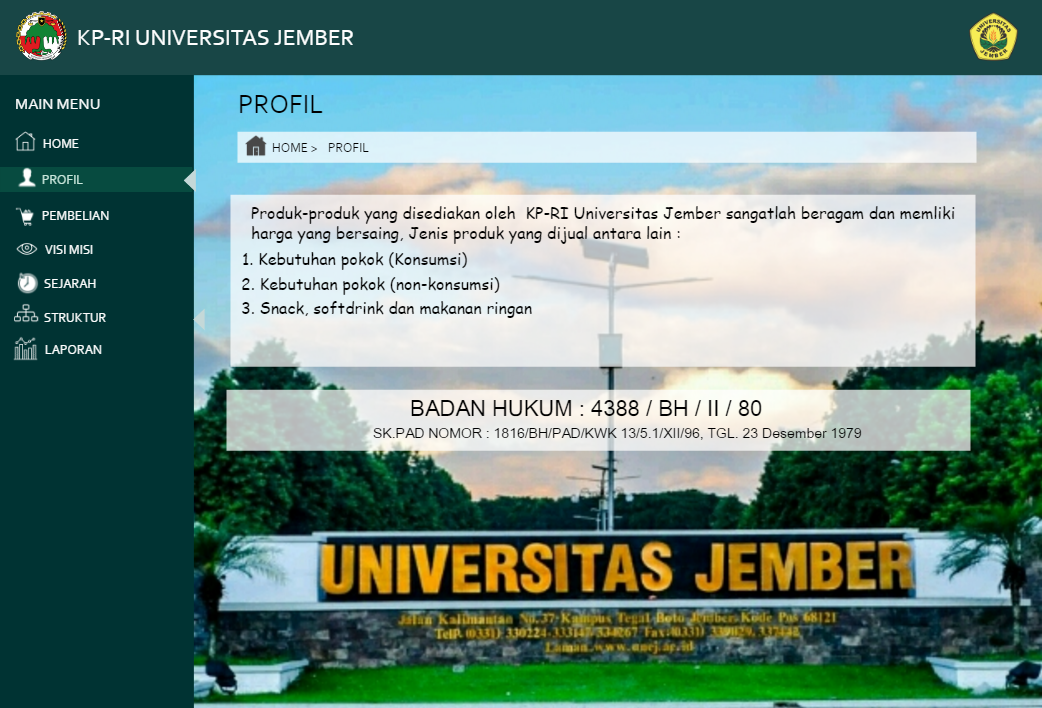 KP-RI UNIVERSITAS JEMBER
UNIVERSITAS
JEMBER
MAIN MENU
HOME
PROFIL
PEMBELIAN
VISI MISI
SEJARAH
STRUKTUR
LAPORAN
PROFIL
HOME > PROFIL
Produk-produk yang disediakan oleh KP-RI Universitas Jember sangatlah beragam dan memliki
harga yang bersaing, Jenis produk yang dijual antara lain :
1. Kebutuhan pokok (Konsumsi)
2. Kebutuhan pokok (non-konsumsi)
3. Snack, softdrink dan makanan ringan
BADAN HUKUM : 4388 / BH / II / 80
SK.PAD NOMOR : 1816/BH/PAD/KWK 13/5.1/XII/96, TGL. 23 Desember 1979
UNIVERSITAS JEMBER
Jalan Kalimantan No. 37 Kampus Tegal Boto Jember Kode Pos 68121
Telp. (0331) 330224-333147-334267 Fax. (0331)
Laman www.unej.ac.id